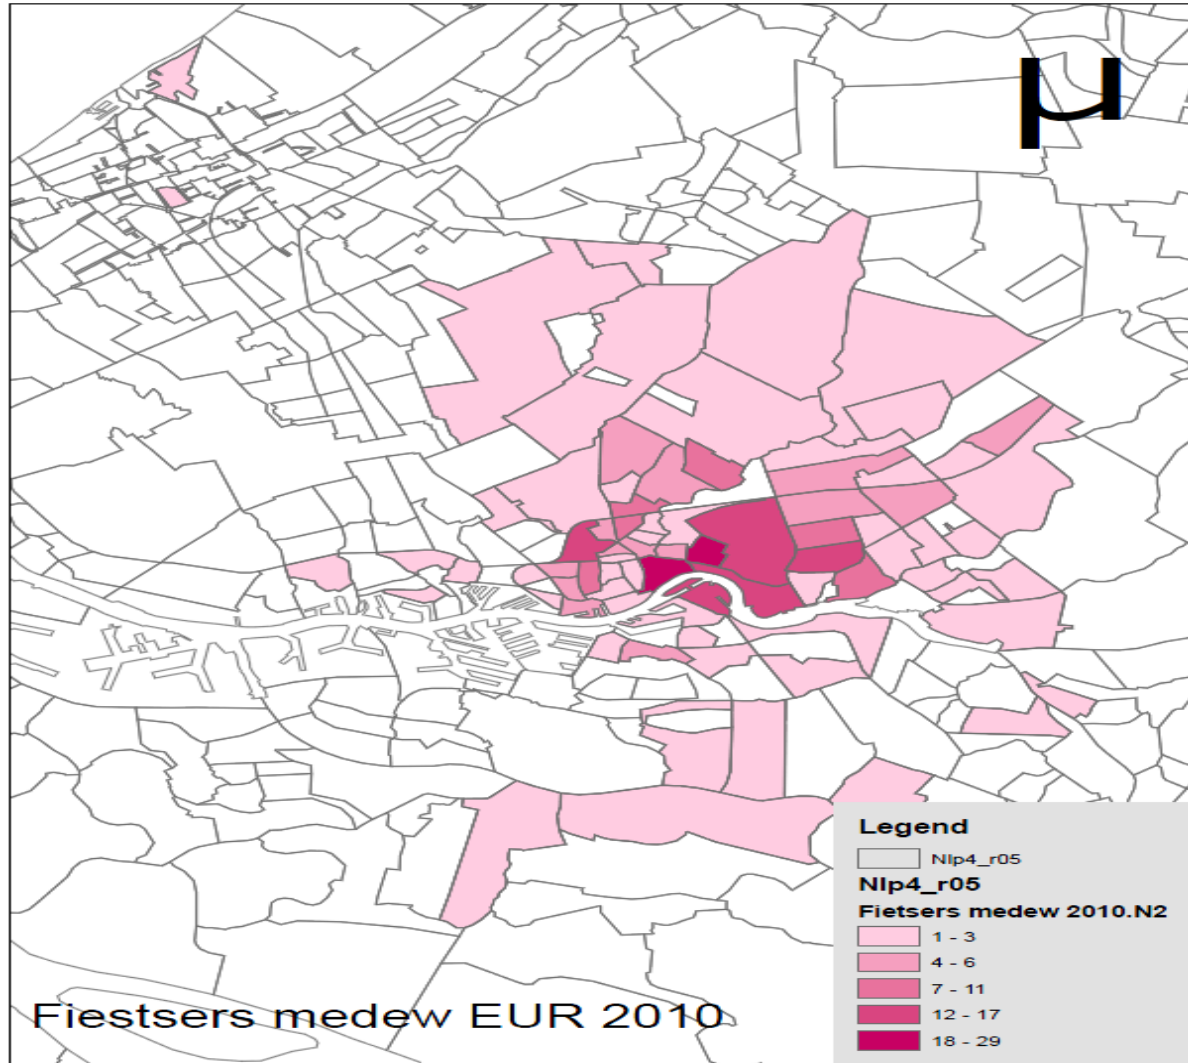 µ
Legend
Nlp4_r05
Nlp4_r05
Fietsers medew 2010.N2
1 - 3
4 - 6
7 - 11
12 - 17
18 - 29
Fiestsers medew EUR 2010